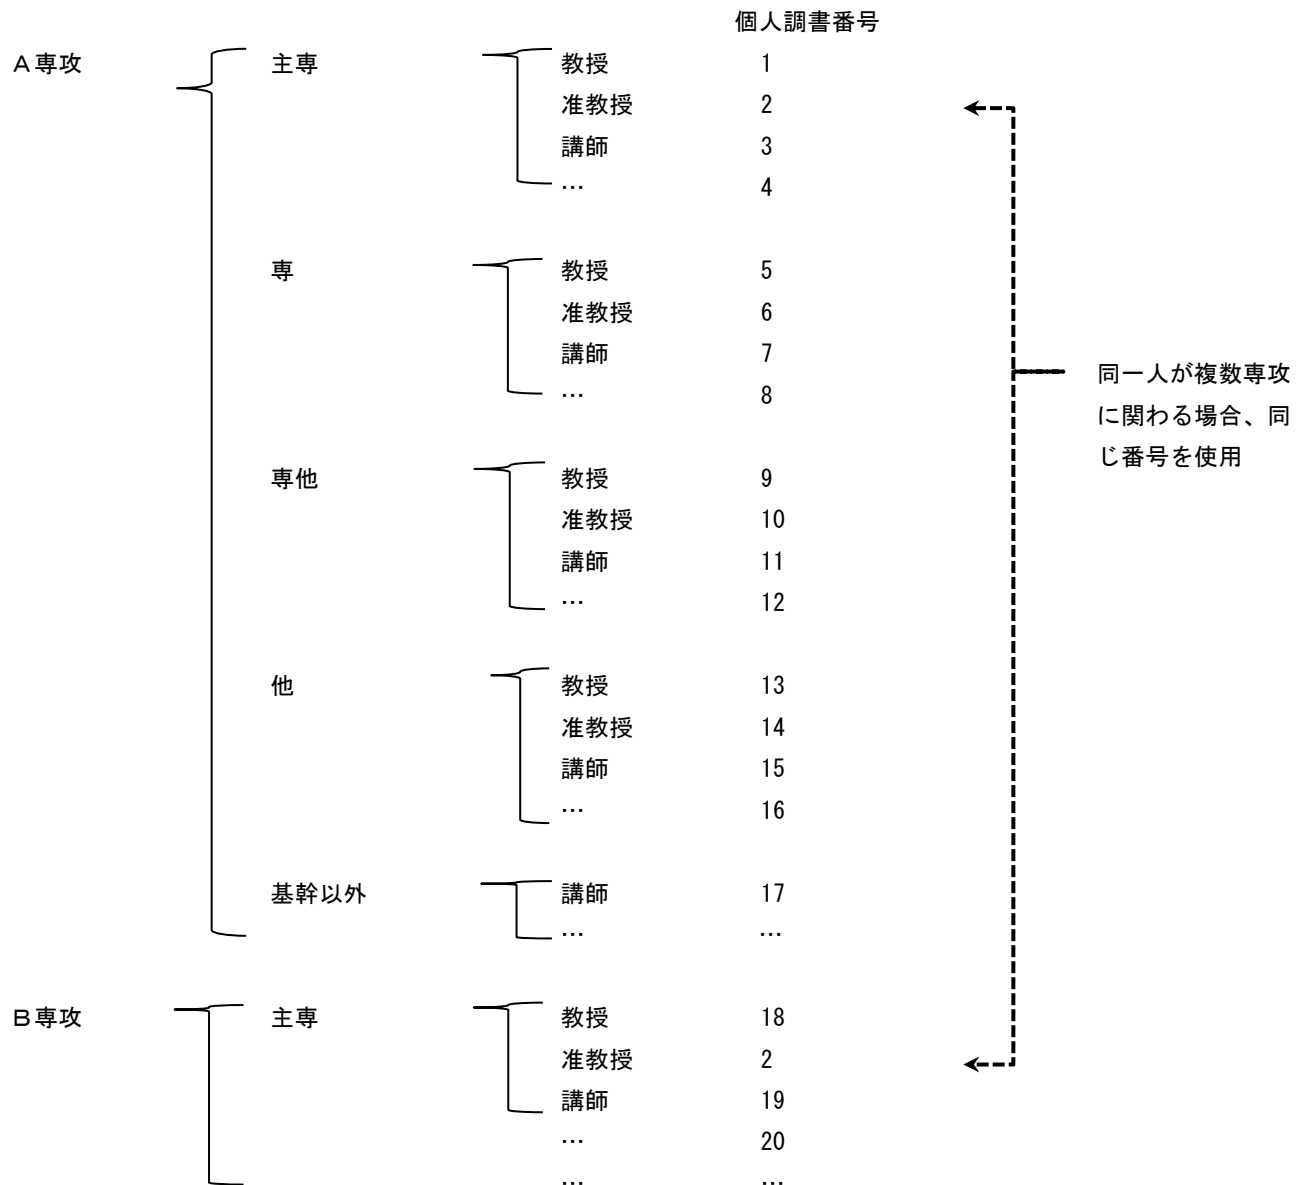 個人調書番号
Ａ専攻 主専 教授 1
准教授 2
講師 3
… 4
専 教授 5
准教授 6
講師 7
… 8
同一人が複数専攻
に関わる場合、同
じ番号を使用
専他 教授 9
准教授 10
講師 11
… 12
他 教授 13
准教授 14
講師 15
… 16
基幹以外 講師 17
… …
Ｂ専攻 主専 教授 18
准教授 2
講師 19
… 20
… …